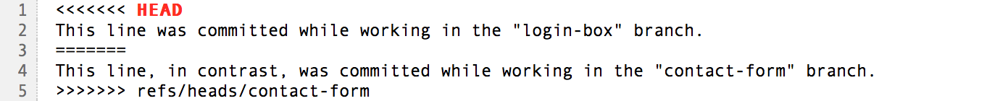 1 <<<<<<< HEAD
2 This line was committed while working in the "login-box" branch.
3 =======
4 This line, in contrast, was committed while working in the "contact-form" branch.
5 >>>>>>> refs/heads/contact-form